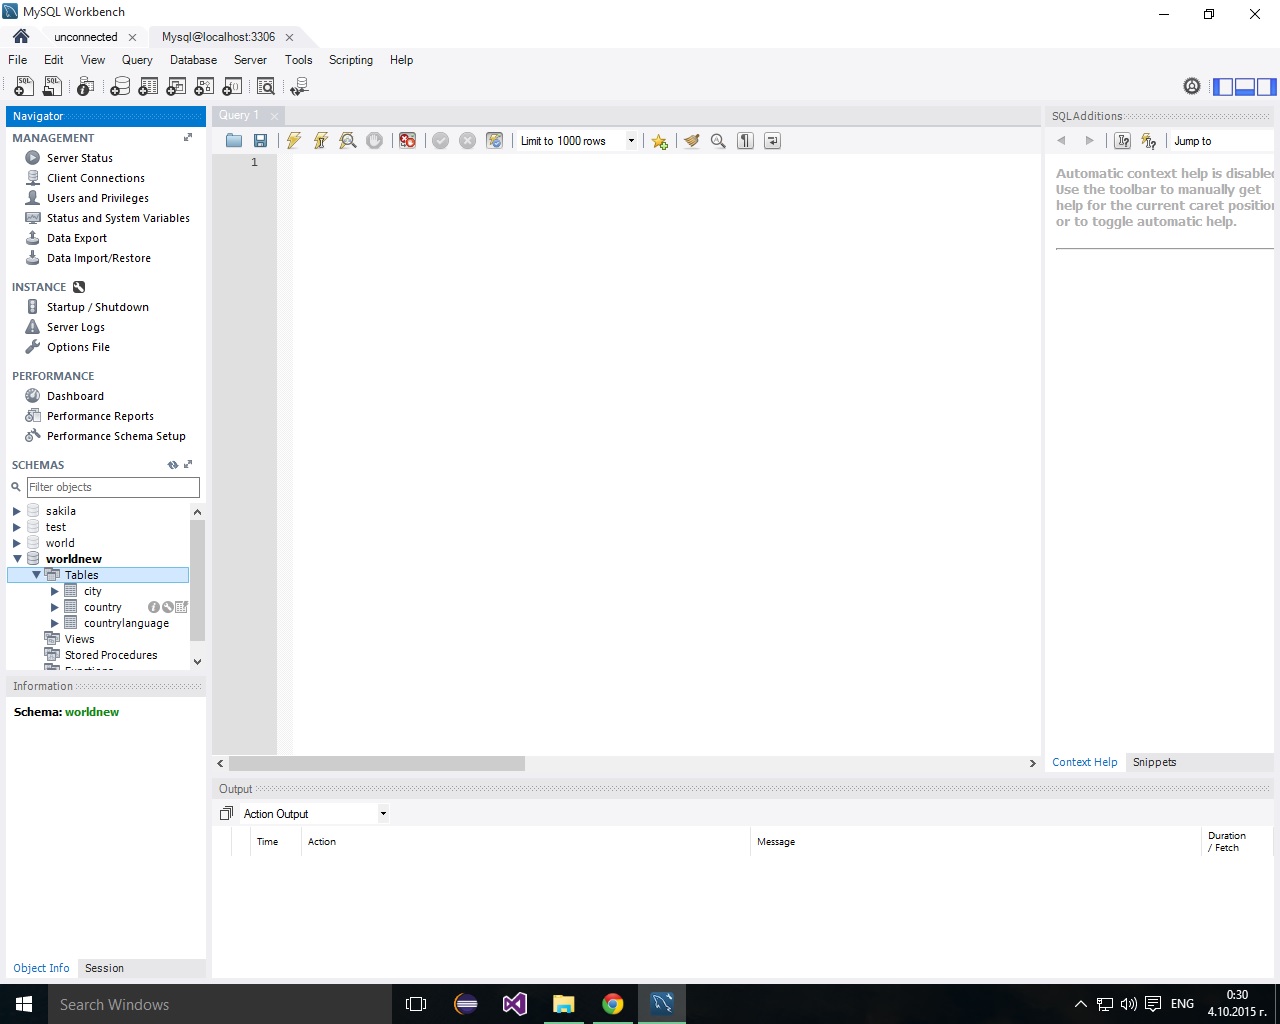 MySQL Workbench
unconnected
Mysql@localhost:3306
File Edit View Query Database Server Tools Scripting Help
Navigator
MANAGEMENT
Server Status
Client Connections
Users and Privileges
Status and System Variables
Data Export
Data Import/Restore
INSTANCE
Startup / Shutdown
Server Logs
Options File
PERFORMANCE
Dashboard
Performance Reports
Performance Schema Setup
SCHEMAS
Filter objects
sakila
test
world
worldnew
Tables
city
country
countrylanguage
Views
Stored Procedures
Functions
Information
Schema: worldnew
Object Info Session
Query 1
Limit to 1000 rows
1
SQLAdditions
Jump to
Automatic context help is disabled
Use the toolbar to manually get
help for the current caret position
or to toggle automatic help.
Context Help Snippets
Output
Action Output
Time Action Message Duration
/ Fetch
Search Windows
ENG
0:30
4.10.2015 г.